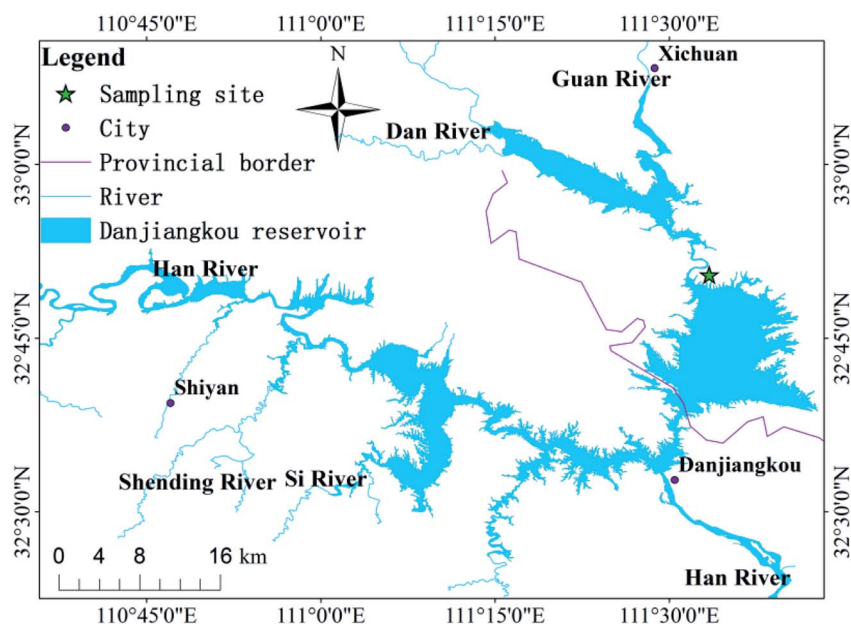 110°45'0"E 111°00'0"E 111°15'0"E 111°30'0"E
Legend
Sampling site
City
Provincial border
River
Danjiangkou reservoir
N
Xichuan
Guan River
Dan River
Han River
Shiyan
Shending River
Si River
Danjiangkou
Han River
0 4 8 16 km
33°0'0"N
32°45'0"N
32°30'0"N
33°0'0"N
32°45'0"N
32°30'0"N
110°45'0"E 111°00'0"E 111°15'0"E 111°30'0"E